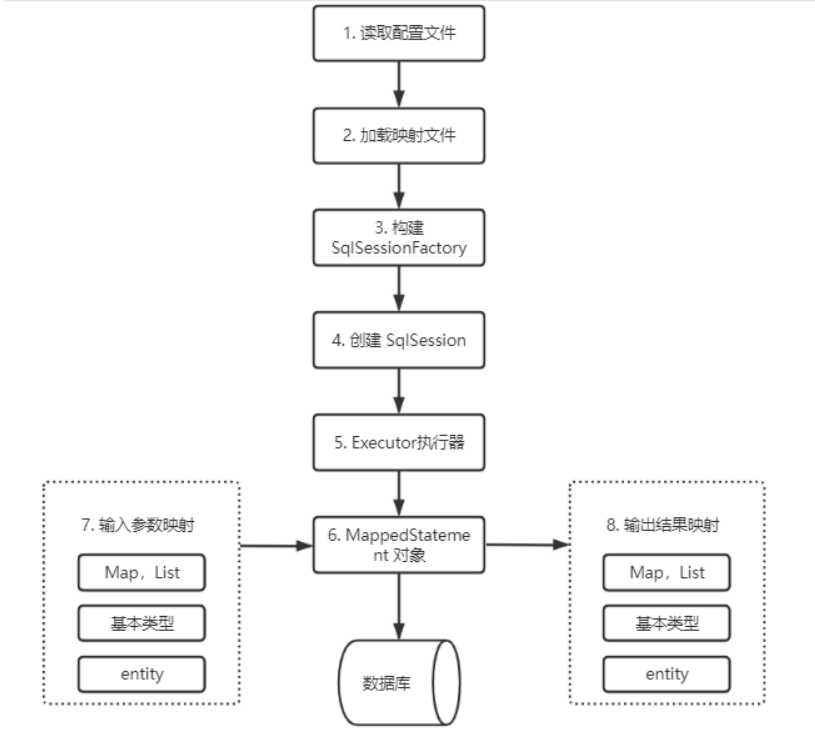 1. 读取配置文件
2. 加载映射文件
3. 构建
SqlSessionFactory
4. 创建 SqlSession
5. Executor执行器
7. 输入参数映射
Map，List
基本类型
entity
6. MappedStateme
nt 对象
8. 输出结果映射
Map，List
基本类型
entity
数据库